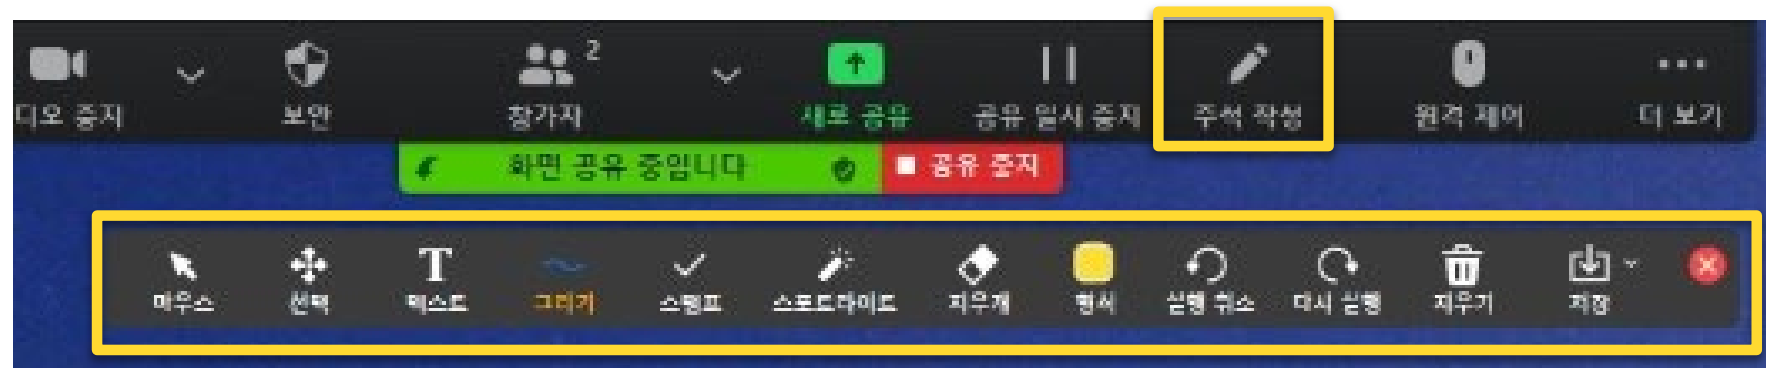 2
디오 중지 보안 참가자 새로 공유 공유 일시 중지 주석 작성 원격 제어 더 보기
화면 공유 중입니다 공유 중지
마우스 선택 텍스트 그리기 스탬프 스포트라이트 지우개 형식 실행 취소 다시 실행 지우기 저장